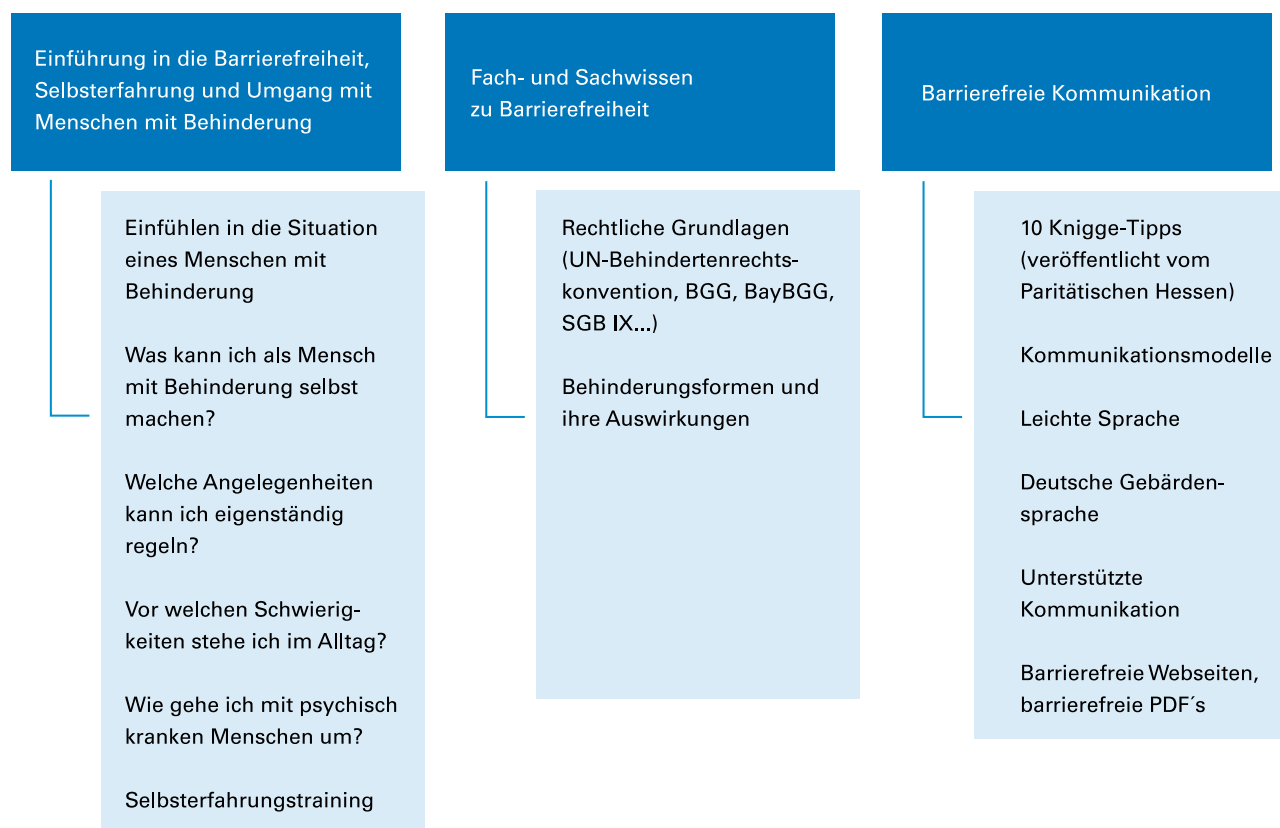 Einführung in die Barrierefreiheit,
Selbsterfahrung und Umgang mit
Menschen mit Behinderung
Einfühlen in die Situation
eines Menschen mit
Behinderung
Was kann ich als Mensch
mit Behinderung selbst
machen?
Welche Angelegenheiten
kann ich eigenständig
regeln?
Vor welchen Schwierig-
keiten stehe ich im Alltag?
Wie gehe ich mit psychisch
kranken Menschen um?
Selbsterfahrungstraining
Fach- und Sachwissen
zu Barrierefreiheit
Rechtliche Grundlagen
(UN-Behindertenrechts-
konvention, BGG, BayBGG,
SGB IX...)
Behinderungsformen und
ihre Auswirkungen
Barrierefreie Kommunikation
10 Knigge-Tipps
(veröffentlicht vom
Paritätischen Hessen)
Kommunikationsmodelle
Leichte Sprache
Deutsche Gebärden-
sprache
Unterstützte
Kommunikation
Barrierefreie Webseiten,
barrierefreie PDF´s